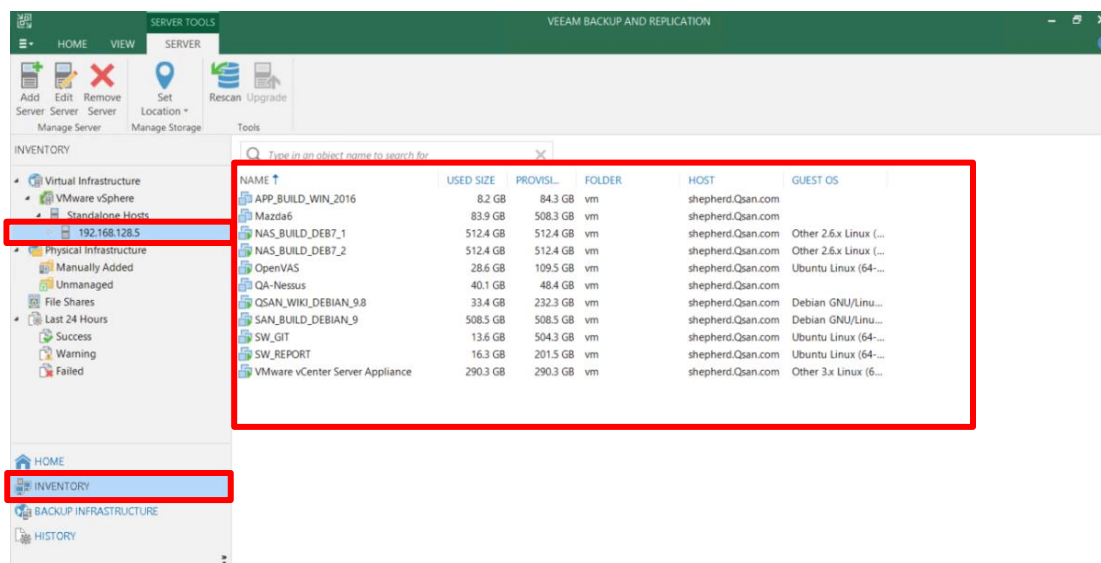 SERVER TOOLS VEEAM BACKUP AND REPLICATION
HOME VIEW SERVER
Add Server
Edit Server
Remove Server
Set Location
Rescan
Upgrade
Manage Server Manage Storage Tools
INVENTORY
Type in an object name to search for
Virtual Infrastructure
VMware vSphere
Standalone Hosts
192.168.128.5
Physical Infrastructure
Manually Added
Unmanaged
File Shares
Last 24 Hours
Success
Warning
Failed
NAME USED SIZE PROVISI... FOLDER HOST GUEST OS
APP_BUILD_WIN_2016 8.2 GB 84.3 GB vm shepherd.Qsan.com
Mazda6 83.9 GB 508.3 GB vm shepherd.Qsan.com
NAS_BUILD_DEB7_1 512.4 GB 512.4 GB vm shepherd.Qsan.com Other 2.6.x Linux (...
NAS_BUILD_DEB7_2 512.4 GB 512.4 GB vm shepherd.Qsan.com Other 2.6.x Linux (...
OpenVAS 28.6 GB 109.5 GB vm shepherd.Qsan.com Ubuntu Linux (64-...
QA-Nessus 40.1 GB 48.4 GB vm shepherd.Qsan.com
QSAN_WIKI_DEBIAN_9.8 33.4 GB 232.3 GB vm shepherd.Qsan.com Debian GNU/Linu...
SAN_BUILD_DEBIAN_9 508.5 GB 508.5 GB vm shepherd.Qsan.com Debian GNU/Linu...
SW_GIT 13.6 GB 504.3 GB vm shepherd.Qsan.com Ubuntu Linux (64-...
SW_REPORT 16.3 GB 201.5 GB vm shepherd.Qsan.com Ubuntu Linux (64-...
VMware vCenter Server Appliance 290.3 GB 290.3 GB vm shepherd.Qsan.com Other 3.x Linux (6...
HOME
INVENTORY
BACKUP INFRASTRUCTURE
HISTORY